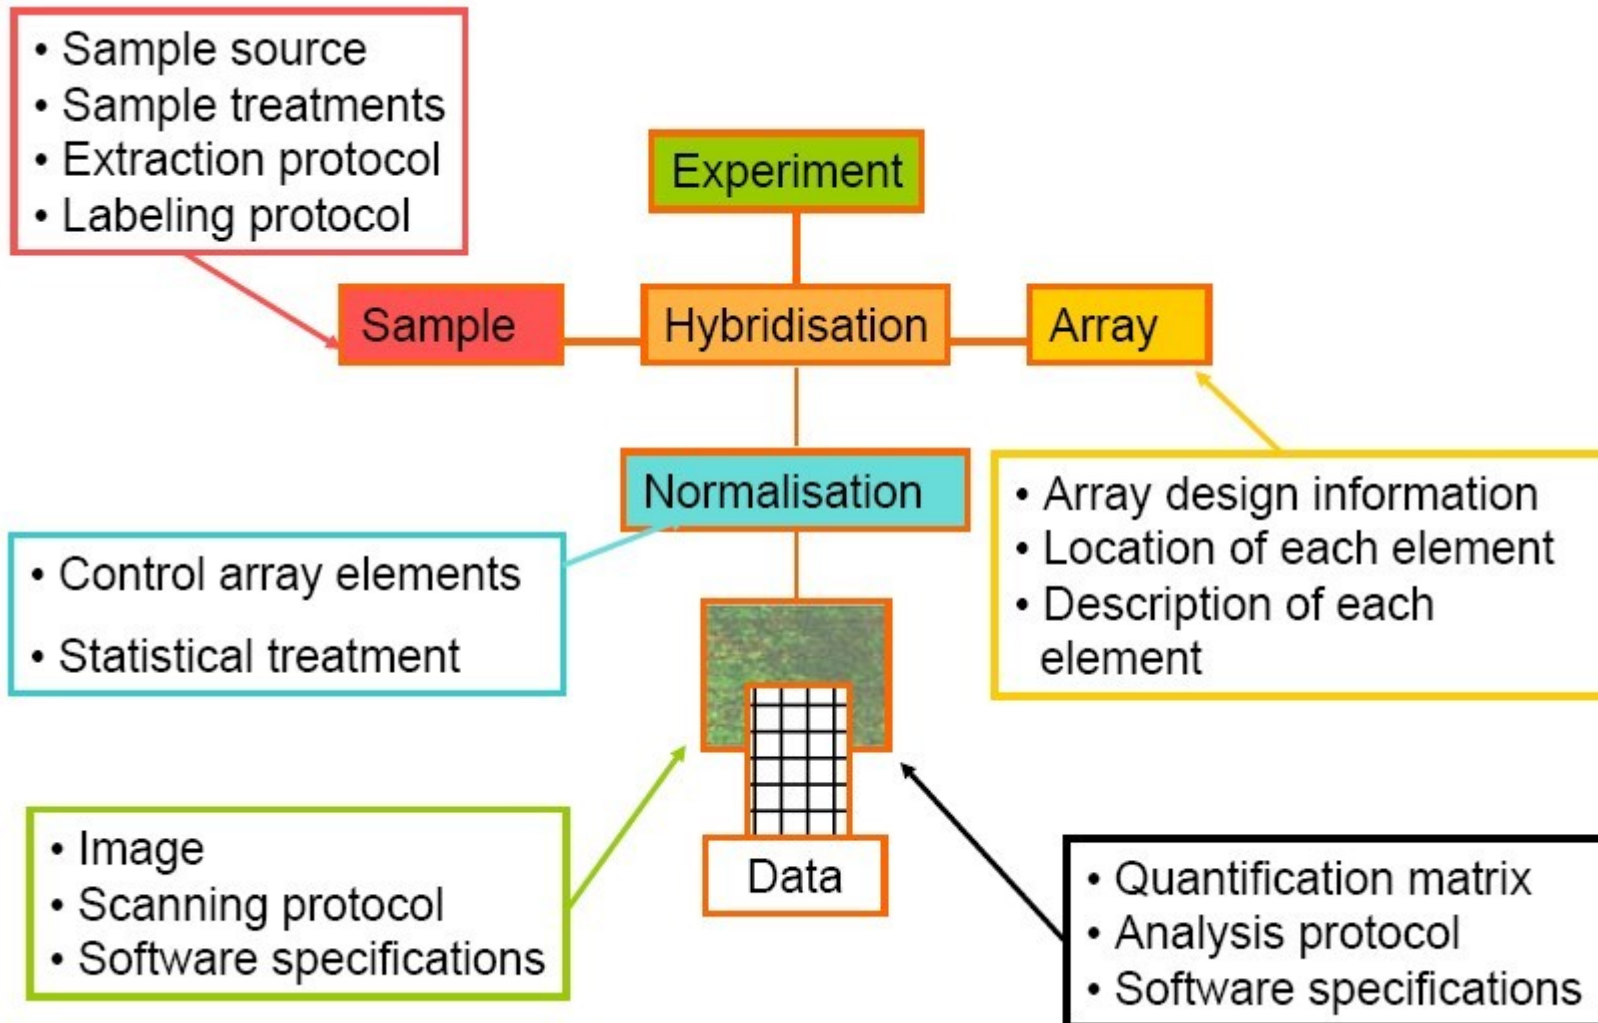 • Sample source
• Sample treatments
• Extraction protocol
• Labeling protocol
Experiment
Sample
Hybridisation
Array
Normalisation
• Array design information
• Location of each element
• Description of each
element
• Control array elements
• Statistical treatment
• Image
• Scanning protocol
• Software specifications
Data
• Quantification matrix
• Analysis protocol
• Software specifications